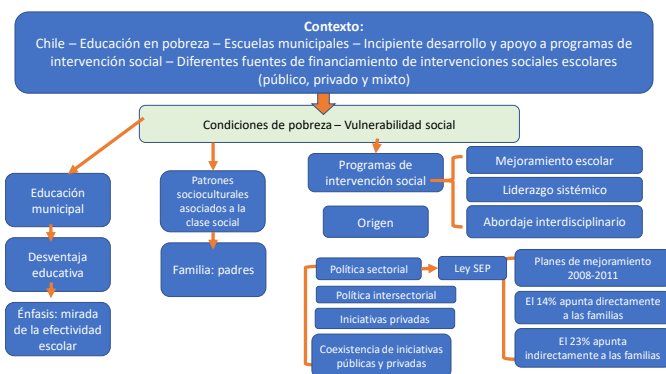 Contexto:
Chile – Educación en pobreza – Escuelas municipales – Incipiente desarrollo y apoyo a programas de
intervención social – Diferentes fuentes de financiamiento de intervenciones sociales escolares
(público, privado y mixto)
Condiciones de pobreza – Vulnerabilidad social
Educación
municipal
Desventaja
educativa
Énfasis: mirada
de la efectividad
escolar
Patrones
socioculturales
asociados a la
clase social
Familia: padres
Programas de
intervención social
Mejoramiento escolar
Liderazgo sistémico
Abordaje interdisciplinario
Origen
Política sectorial
Política intersectorial
Iniciativas privadas
Coexistencia de iniciativas
públicas y privadas
Ley SEP
Planes de mejoramiento
2008-2011
El 14% apunta directamente
a las familias
El 23% apunta
indirectamente a las familias